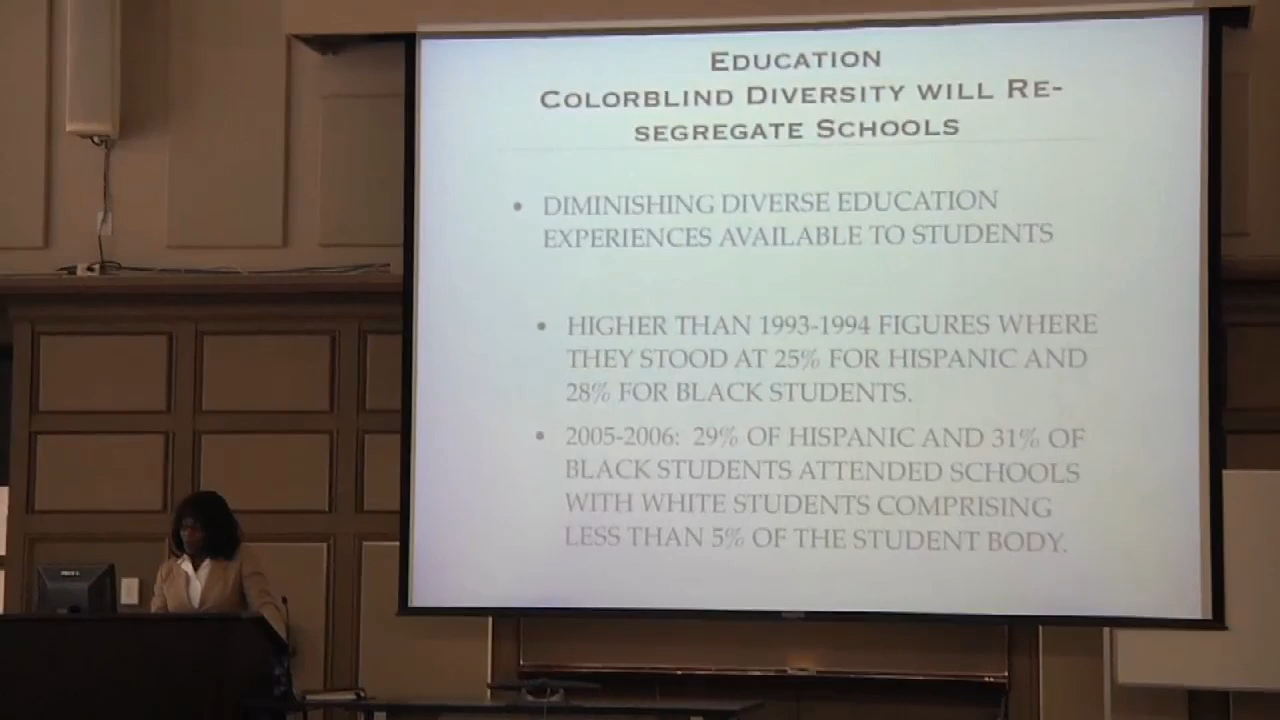 EDUCATION
COLORBLIND DIVERSITY WILL RE-
SEGREGATE SCHOOLS
• DIMINISHING DIVERSE EDUCATION
EXPERIENCES AVAILABLE TO STUDENTS
• HIGHER THAN 1993-1994 FIGURES WHERE
THEY STOOD AT 25% FOR HISPANIC AND
28% FOR BLACK STUDENTS.
• 2005-2006: 29% OF HISPANIC AND 31% OF
BLACK STUDENTS ATTENDED SCHOOLS
WITH WHITE STUDENTS COMPRISING
LESS THAN 5% OF THE STUDENT BODY.